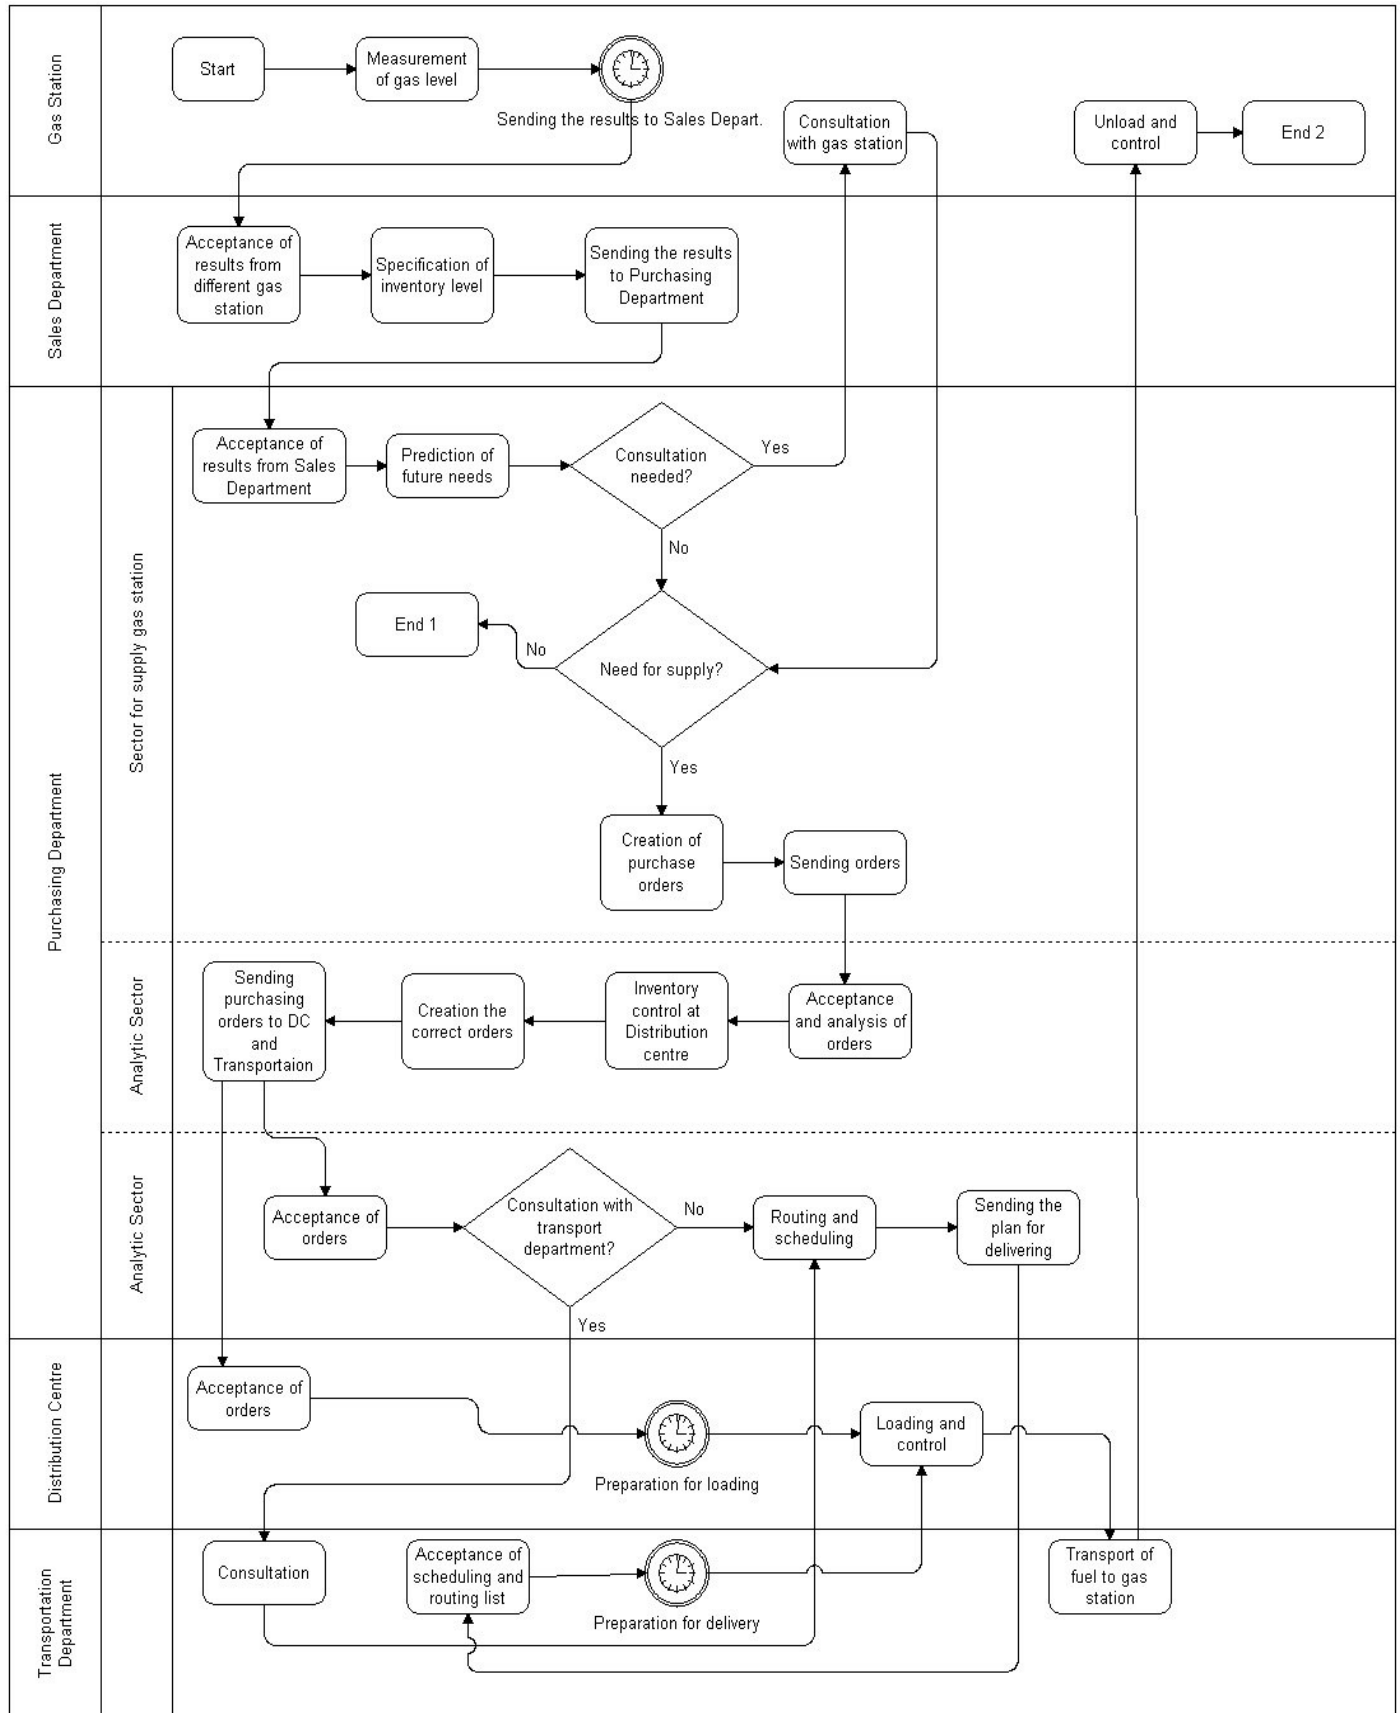 Gas Station
Start
Measurement
of gas level
Sending the results to Sales Depart.
Consultation
with gas station
Unload and
control
End 2
Sales Department
Acceptance of
results from
different gas
station
Specification of
inventory level
Sending the results
to Purchasing
Department
Purchasing Department
Sector for supply gas station
Acceptance of
results from Sales
Department
Prediction of
future needs
Consultation
needed?
Yes
No
End 1
No
Need for supply?
Yes
Creation of
purchase
orders
Sending orders
Analytic Sector
Sending
purchasing
orders to DC
and
Transportaion
Creation the
correct orders
Inventory
control at
Distribution
centre
Acceptance
and analysis of
orders
Analytic Sector
Acceptance of
orders
Consultation with
transport
department?
No
Yes
Routing and
scheduling
Sending the
plan for
delivering
Distribution Centre
Acceptance of
orders
Preparation for loading
Loading and
control
Transportation
Department
Consultation
Acceptance of
scheduling and
routing list
Preparation for delivery
Transport of
fuel to gas
station